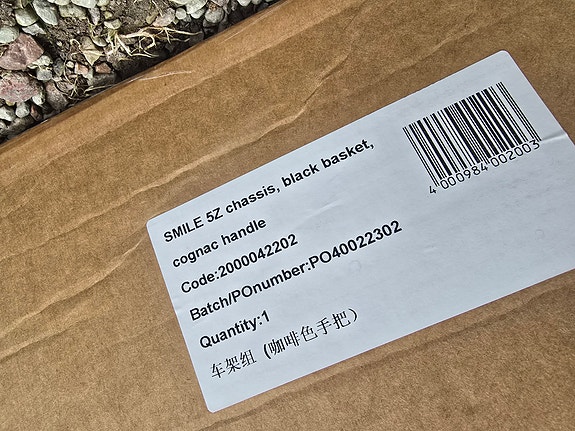 SMILE 5Z chassis, black basket,
cognac handle
Code:2000042202
Batch/POnumber:PO40022302
Quantity:1
车架组 (咖啡色手把)
4 000984 002003